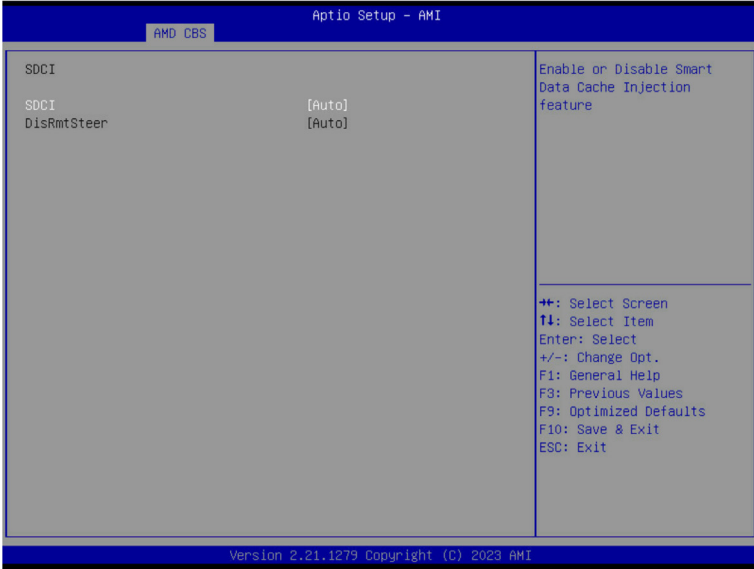 Aptio Setup – AMI
AMD CBS
SDCI
SDCI [Auto]
DisRmtSteer [Auto]
Enable or Disable Smart
Data Cache Injection
feature
→←: Select Screen
↑↓: Select Item
Enter: Select
+/-: Change Opt.
F1: General Help
F3: Previous Values
F9: Optimized Defaults
F10: Save & Exit
ESC: Exit
Version 2.21.1279 Copyright (C) 2023 AMI